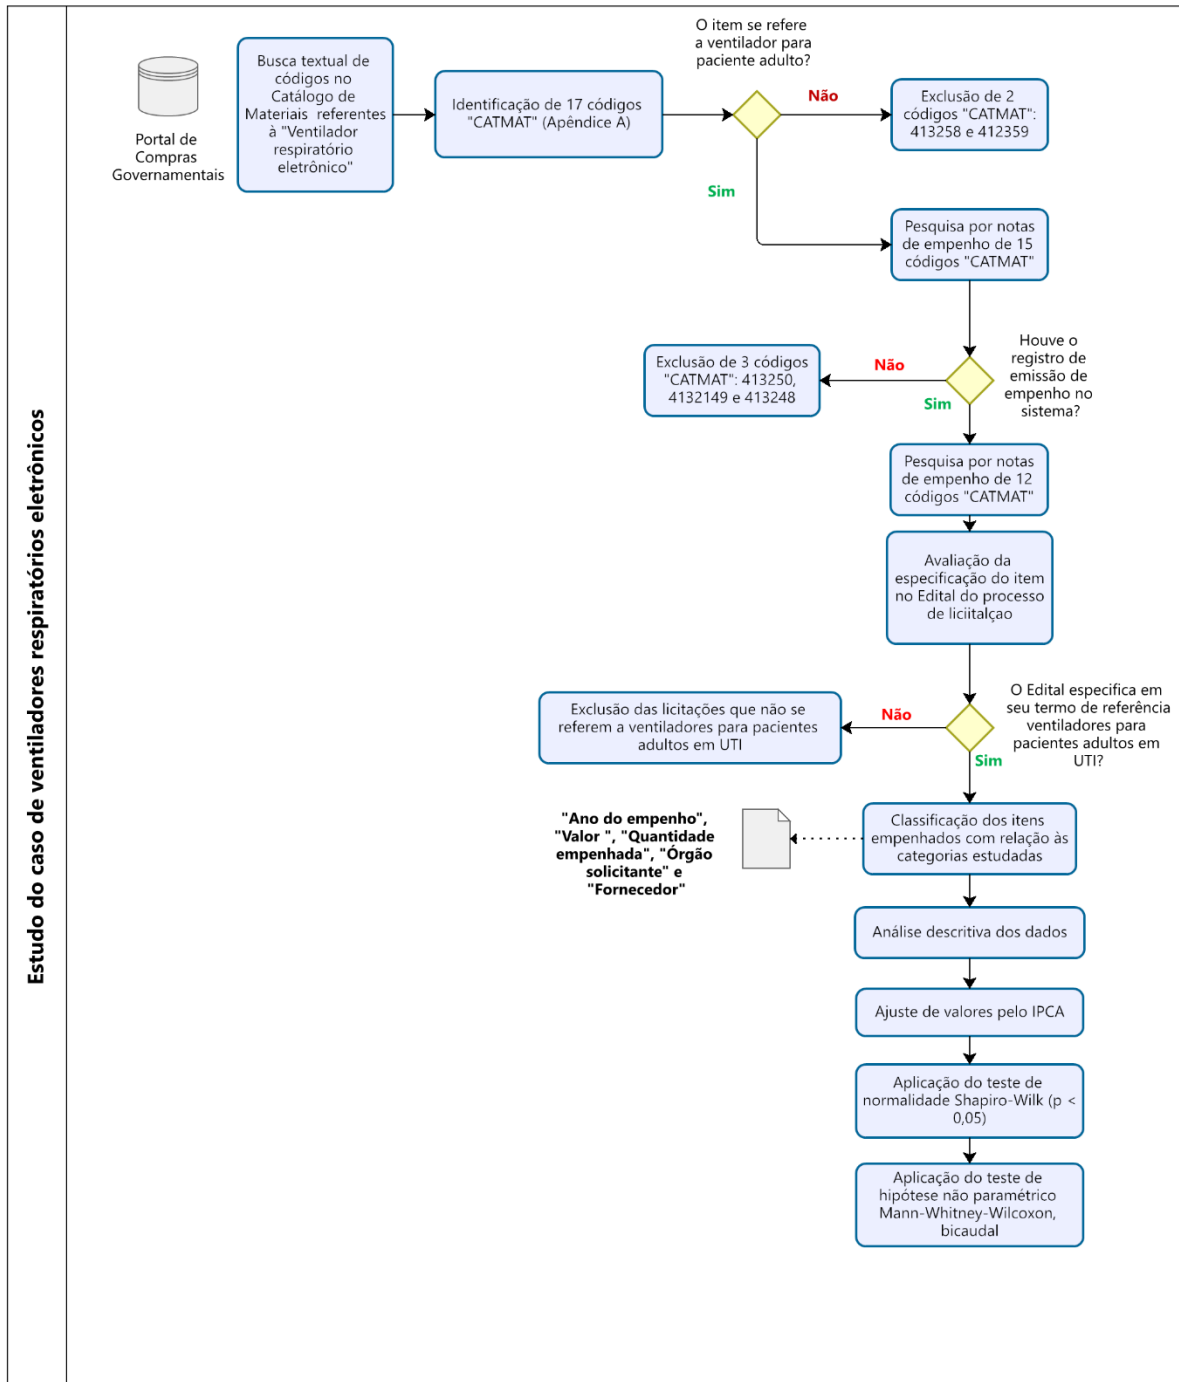 Estudo do caso de ventiladores respiratórios eletrônicos
Portal de
Compras
Governamentais
Busca textual de
códigos no
Catálogo de
Materiais referentes
à "Ventilador
respiratório
eletrônico"
Identificação de 17 códigos
"CATMAT" (Apêndice A)
O item se refere
a ventilador para
paciente adulto?
Não
Exclusão de 2
códigos "CATMAT":
413258 e 412359
Sim
Pesquisa por notas
de empenho de 15
códigos "CATMAT"
Houve o
registro de
emissão de
empenho no
sistema?
Não
Exclusão de 3 códigos
"CATMAT": 413250,
4132149 e 413248
Sim
Pesquisa por notas
de empenho de 12
códigos "CATMAT"
Avaliação da
especificação do item
no Edital do processo
de liciitalçao
O Edital especifica em
seu termo de referência
ventiladores para
pacientes adultos em
UTI?
Não
Exclusão das licitações que não se
referem a ventiladores para pacientes
adultos em UTI
Sim
Classificação dos itens
empenhados com relação às
categorias estudadas
"Ano do empenho",
"Valor ", "Quantidade
empenhada", "Órgão
solicitante" e
"Fornecedor"
Análise descritiva dos dados
Ajuste de valores pelo IPCA
Aplicação do teste de
normalidade Shapiro-Wilk (p <
0,05)
Aplicação do teste de
hipótese não paramétrico
Mann-Whitney-Wilcoxon,
bicaudal